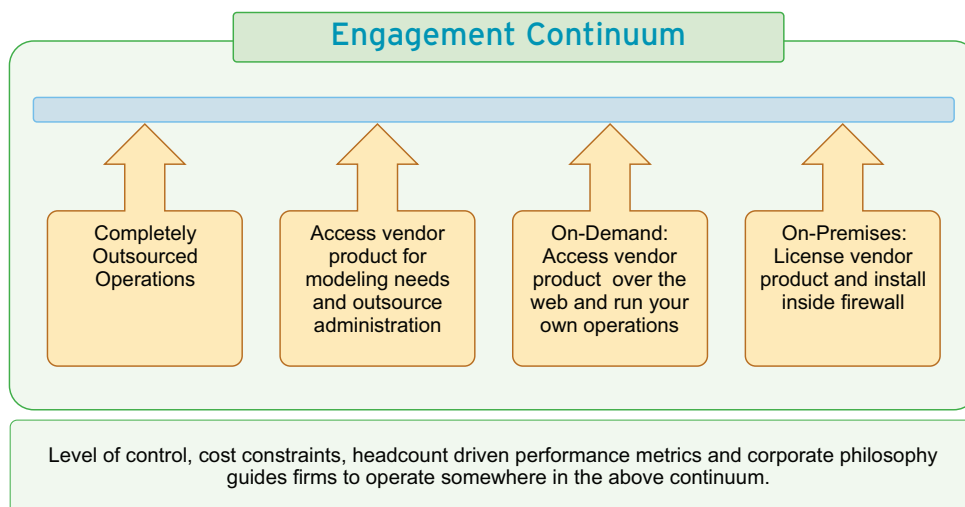 Engagement Continuum
Completely
Outsourced
Operations
Access vendor
product for
modeling needs
and outsource
administration
On-Demand:
Access vendor
product over the
web and run your
own operations
On-Premises:
License vendor
product and install
inside firewall
Level of control, cost constraints, headcount driven performance metrics and corporate philosophy
guides firms to operate somewhere in the above continuum.